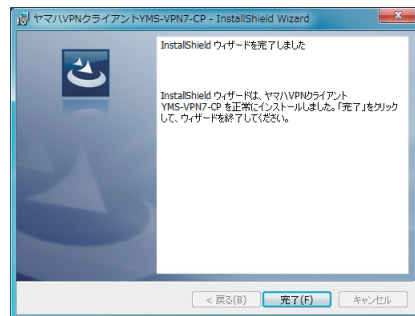 ヤマハVPNクライアントYMS-VPN7-CP - InstallShield Wizard
InstallShield ウィザードを完了しました
InstallShield ウィザードは、ヤマハVPNクライアント
YMS-VPN7-CP を正常にインストールしました。「完了」をクリック
して、ウィザードを終了してください。
< 戻る(B)
完了(F)
キャンセル